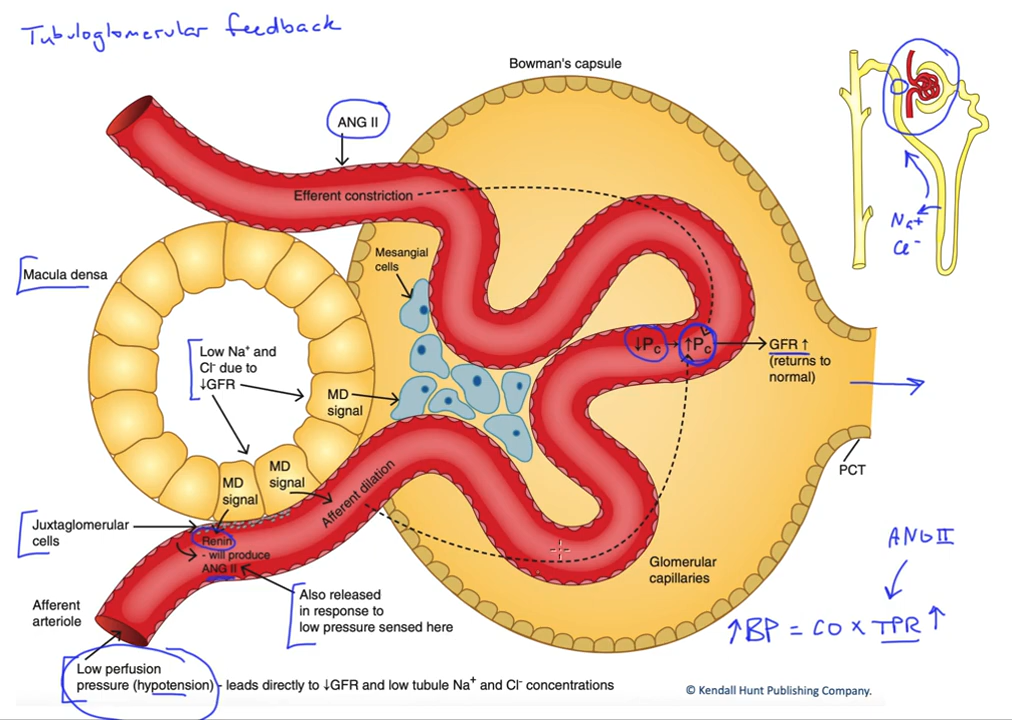 Tubuloglomerular feedback
Bowman's capsule
ANG II
Efferent constriction
Mesangial
cells
Macula densa
Low Na⁺ and
Cl⁻ due to
↓GFR
MD
signal
MD
signal
MD
signal
Afferent dilation
↓Pc → ↑Pc
GFR ↑
(returns to
normal)
Na⁺
Cl⁻
PCT
Juxtaglomerular
cells
Renin
- will produce
ANG II
Also released
in response to
low pressure sensed here
Afferent
arteriole
Glomerular
capillaries
ANG II
↑BP = CO × TPR ↑
Low perfusion
pressure (hypotension) - leads directly to ↓GFR and low tubule Na⁺ and Cl⁻ concentrations
© Kendall Hunt Publishing Company.